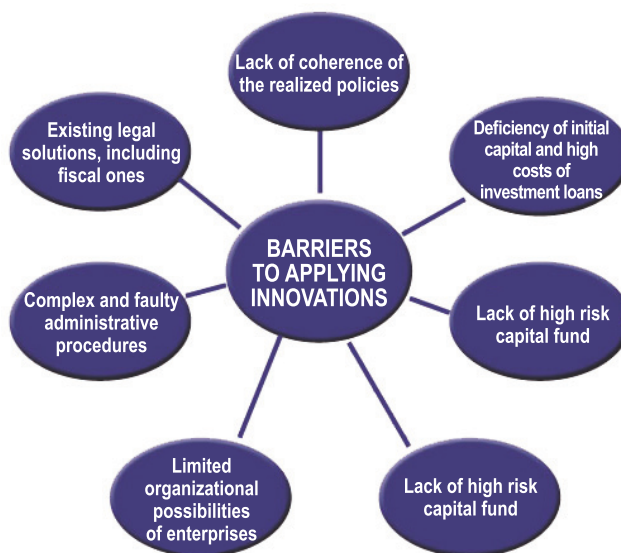 Lack of coherence of
the realized policies
Existing legal
solutions, including
fiscal ones
Deficiency of initial
capital and high
costs of
investment loans
BARRIERS
TO APPLYING
INNOVATIONS
Complex and faulty
administrative
procedures
Lack of high risk
capital fund
Limited
organizational
possibilities
of enterprises
Lack of high risk
capital fund